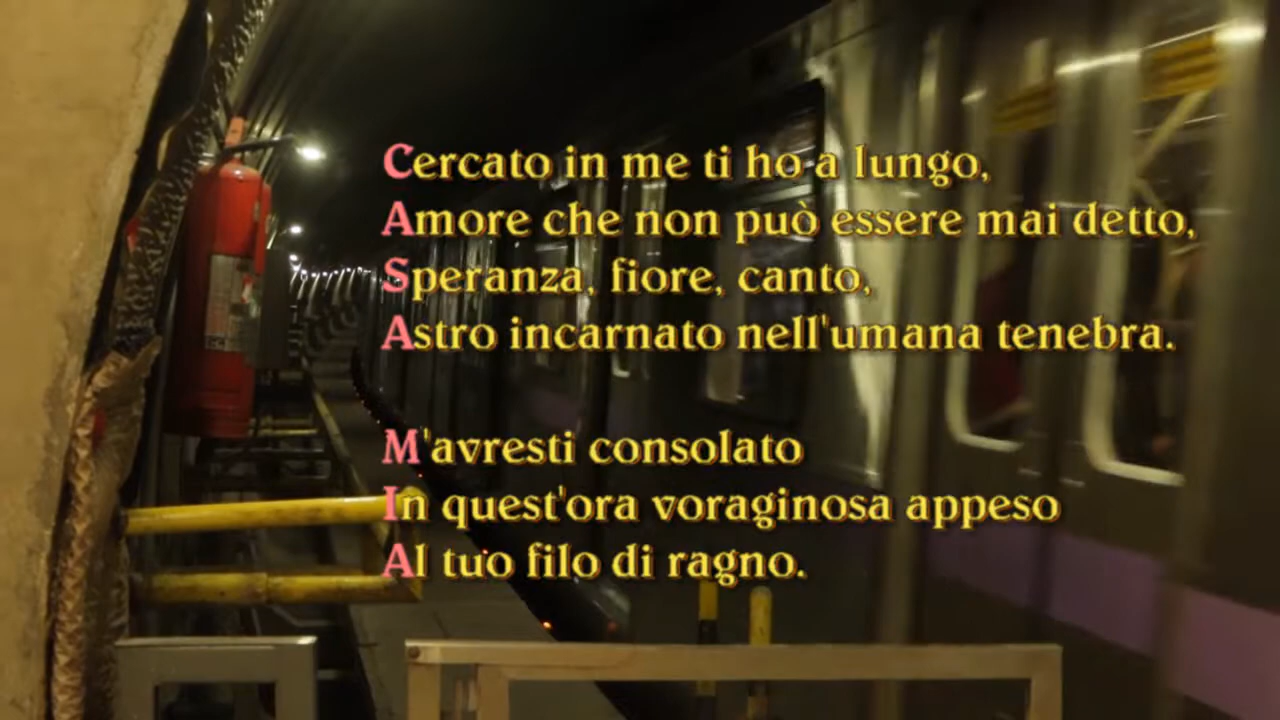 Cercato in me ti ho a lungo,
Amore che non può essere mai detto,
Speranza, fiore, canto,
Astro incarnato nell'umana tenebra.
M'avresti consolato
In quest'ora voraginosa appeso
Al tuo filo di ragno.